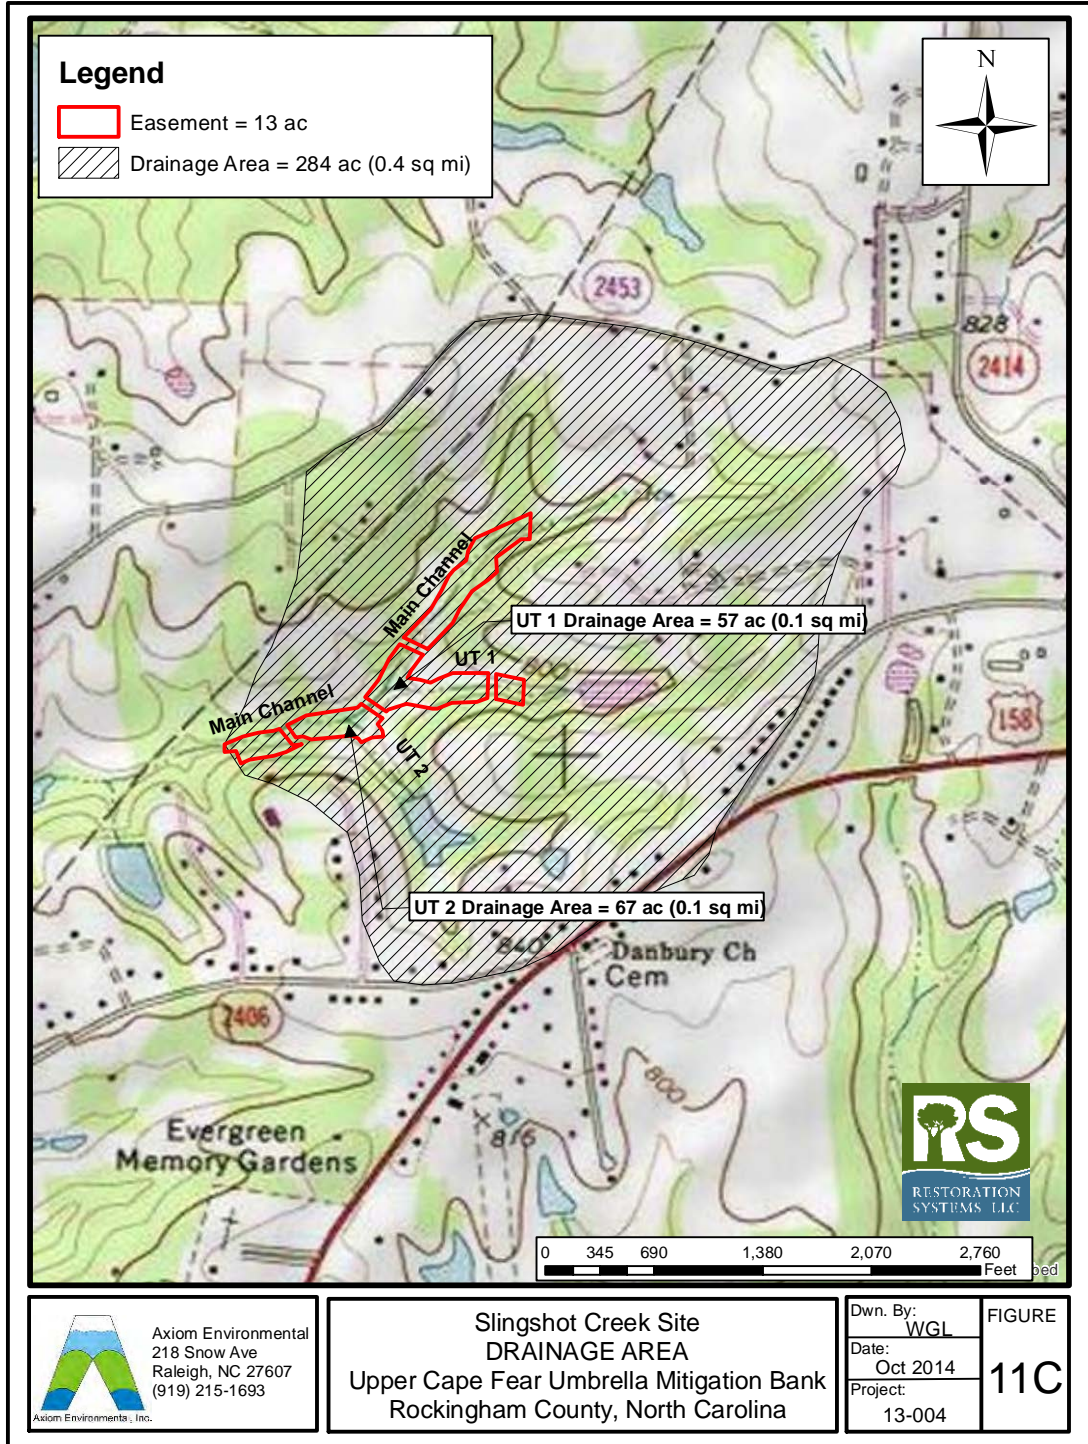 Legend
Easement = 13 ac
Drainage Area = 284 ac (0.4 sq mi)
N
2453
828
2414
Main Channel
UT 1 Drainage Area = 57 ac (0.1 sq mi)
UT 1
800
Main Channel
UT 2
158
UT 2 Drainage Area = 67 ac (0.1 sq mi)
840
Danbury Ch
Cem
2406
800
816
Evergreen
Memory Gardens
RS
RESTORATION
SYSTEMS LLC
0 345 690 1,380 2,070 2,760
Feet
Axiom Environmental, Inc.
Axiom Environmental
218 Snow Ave
Raleigh, NC 27607
(919) 215-1693
Slingshot Creek Site
DRAINAGE AREA
Upper Cape Fear Umbrella Mitigation Bank
Rockingham County, North Carolina
Dwn. By:
WGL
Date:
Oct 2014
Project:
13-004
FIGURE
11C